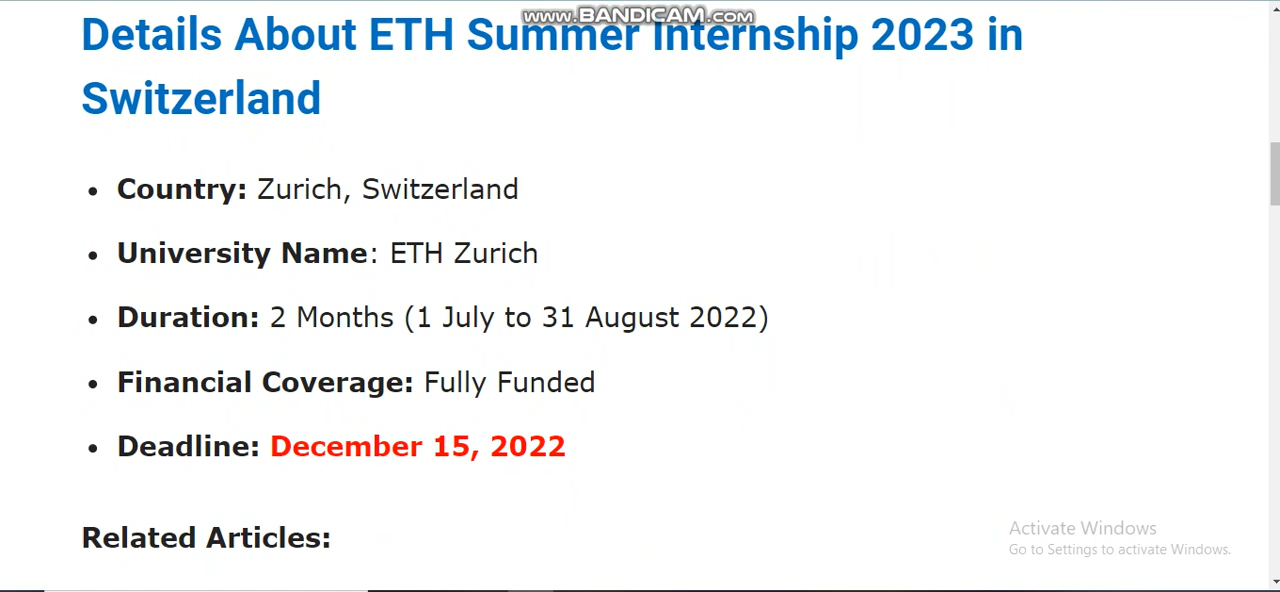 www.BANDICAM.com
Details About ETH Summer Internship 2023 in
Switzerland
• Country: Zurich, Switzerland
• University Name: ETH Zurich
• Duration: 2 Months (1 July to 31 August 2022)
• Financial Coverage: Fully Funded
• Deadline: December 15, 2022
Related Articles:
Activate Windows
Go to Settings to activate Windows.